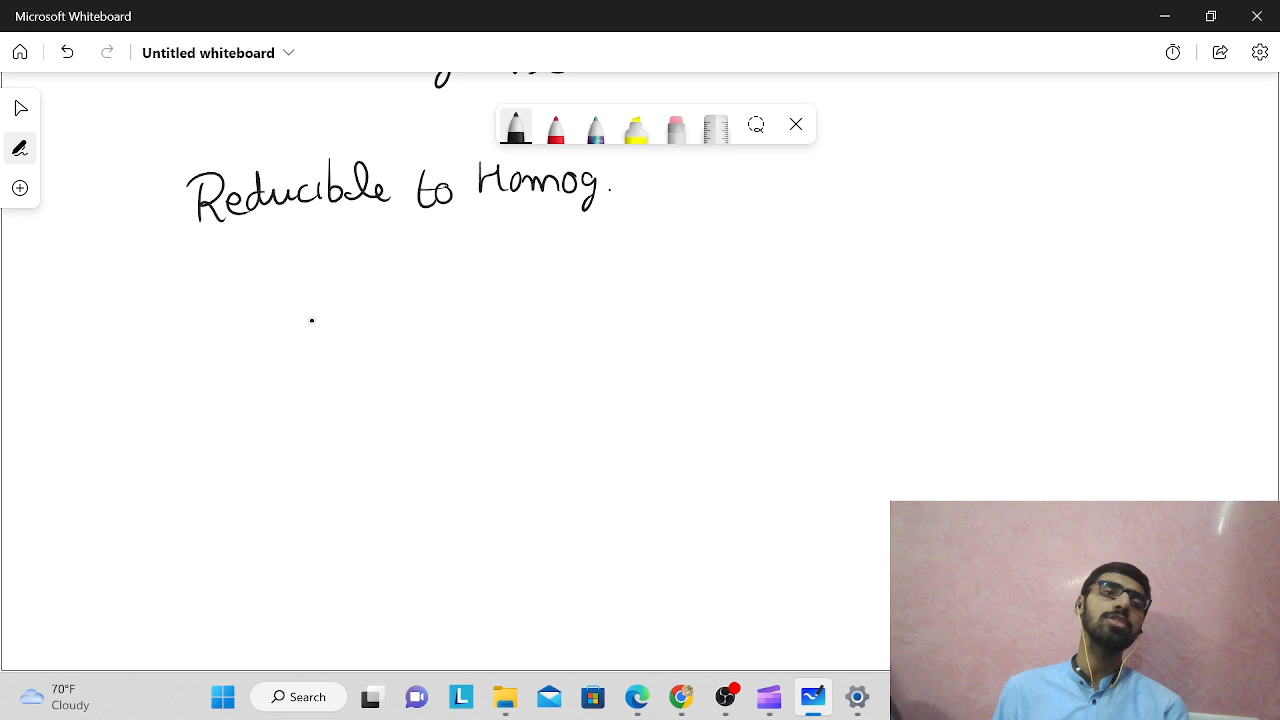 Microsoft Whiteboard
Untitled whiteboard
Reducible to Homog.
70°F
Cloudy
Search